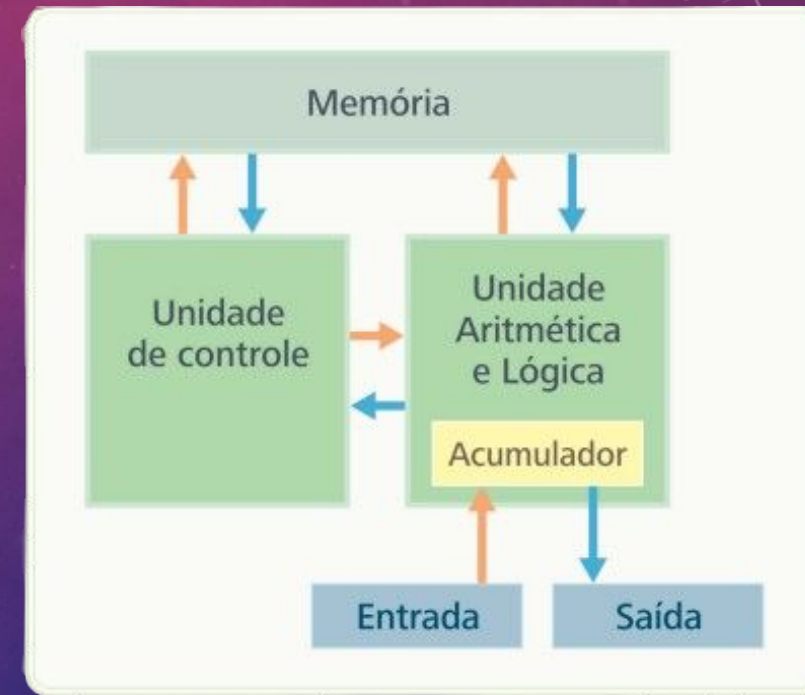 Memória
Unidade
de controle
Unidade
Aritmética
e Lógica
Acumulador
Entrada
Saída